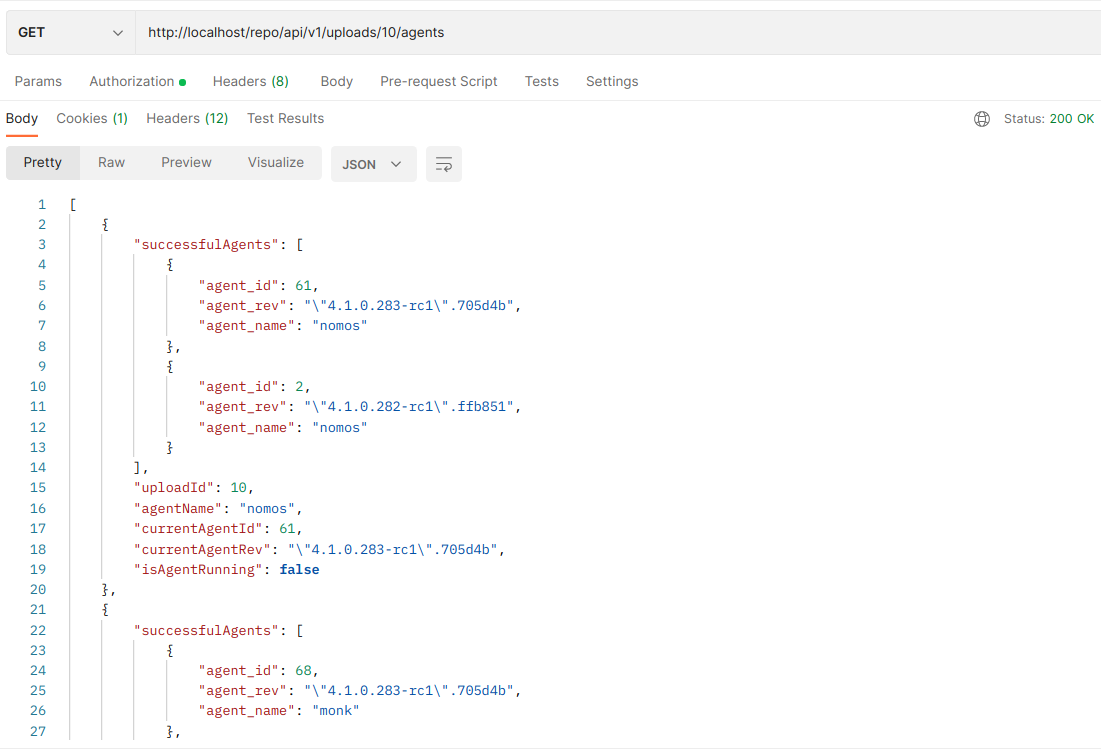 GET http://localhost/repo/api/v1/uploads/10/agents
Params Authorization Headers (8) Body Pre-request Script Tests Settings
Body Cookies (1) Headers (12) Test Results Status: 200 OK
Pretty Raw Preview Visualize JSON
1 [
2 {
3 "successfulAgents": [
4 {
5 "agent_id": 61,
6 "agent_rev": "\"4.1.0.283-rc1\".705d4b",
7 "agent_name": "nomos"
8 },
9 {
10 "agent_id": 2,
11 "agent_rev": "\"4.1.0.282-rc1\".ffb851",
12 "agent_name": "nomos"
13 }
14 ],
15 "uploadId": 10,
16 "agentName": "nomos",
17 "currentAgentId": 61,
18 "currentAgentRev": "\"4.1.0.283-rc1\".705d4b",
19 "isAgentRunning": false
20 },
21 {
22 "successfulAgents": [
23 {
24 "agent_id": 68,
25 "agent_rev": "\"4.1.0.283-rc1\".705d4b",
26 "agent_name": "monk"
27 },